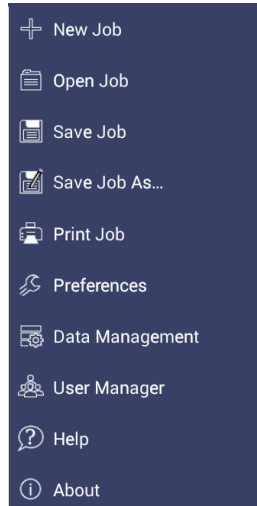 New Job
Open Job
Save Job
Save Job As...
Print Job
Preferences
Data Management
User Manager
Help
About